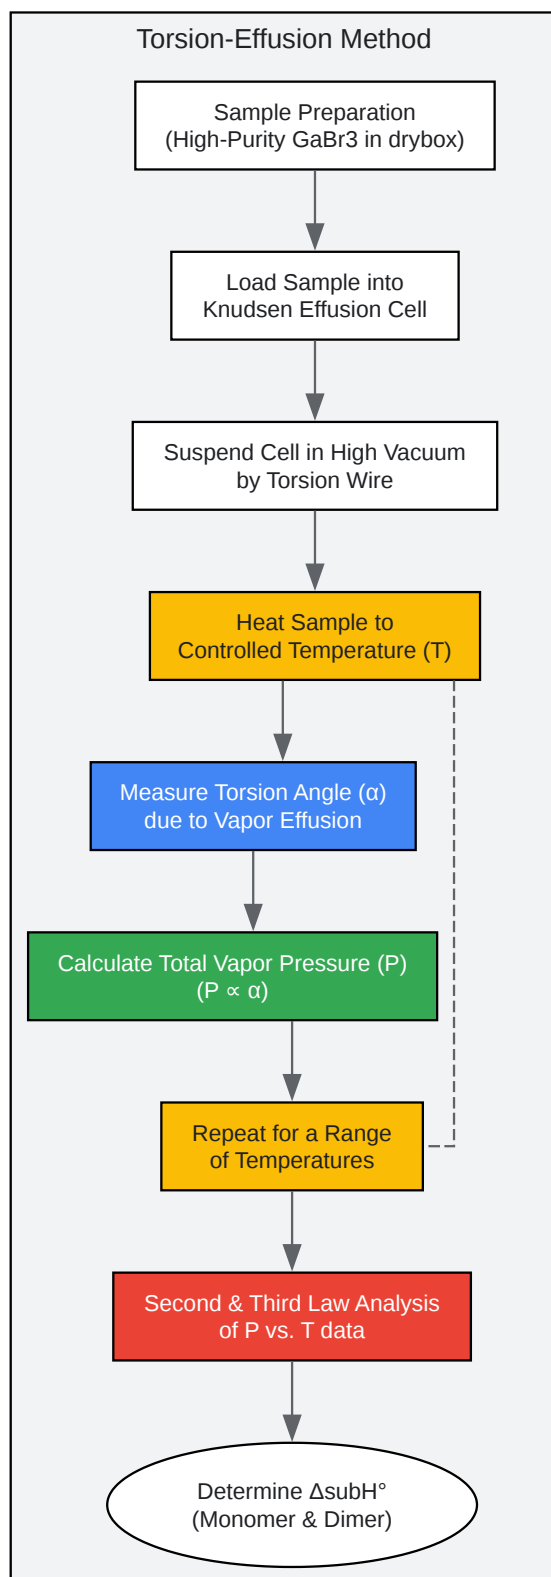 Torsion-Effusion Method
Sample Preparation
(High-Purity GaBr3 in drybox)
Load Sample into
Knudsen Effusion Cell
Suspend Cell in High Vacuum
by Torsion Wire
Heat Sample to
Controlled Temperature (T)
Measure Torsion Angle (α)
due to Vapor Effusion
Calculate Total Vapor Pressure (P)
(P ∝ α)
Repeat for a Range
of Temperatures
Second & Third Law Analysis
of P vs. T data
Determine ΔsubH°
(Monomer & Dimer)